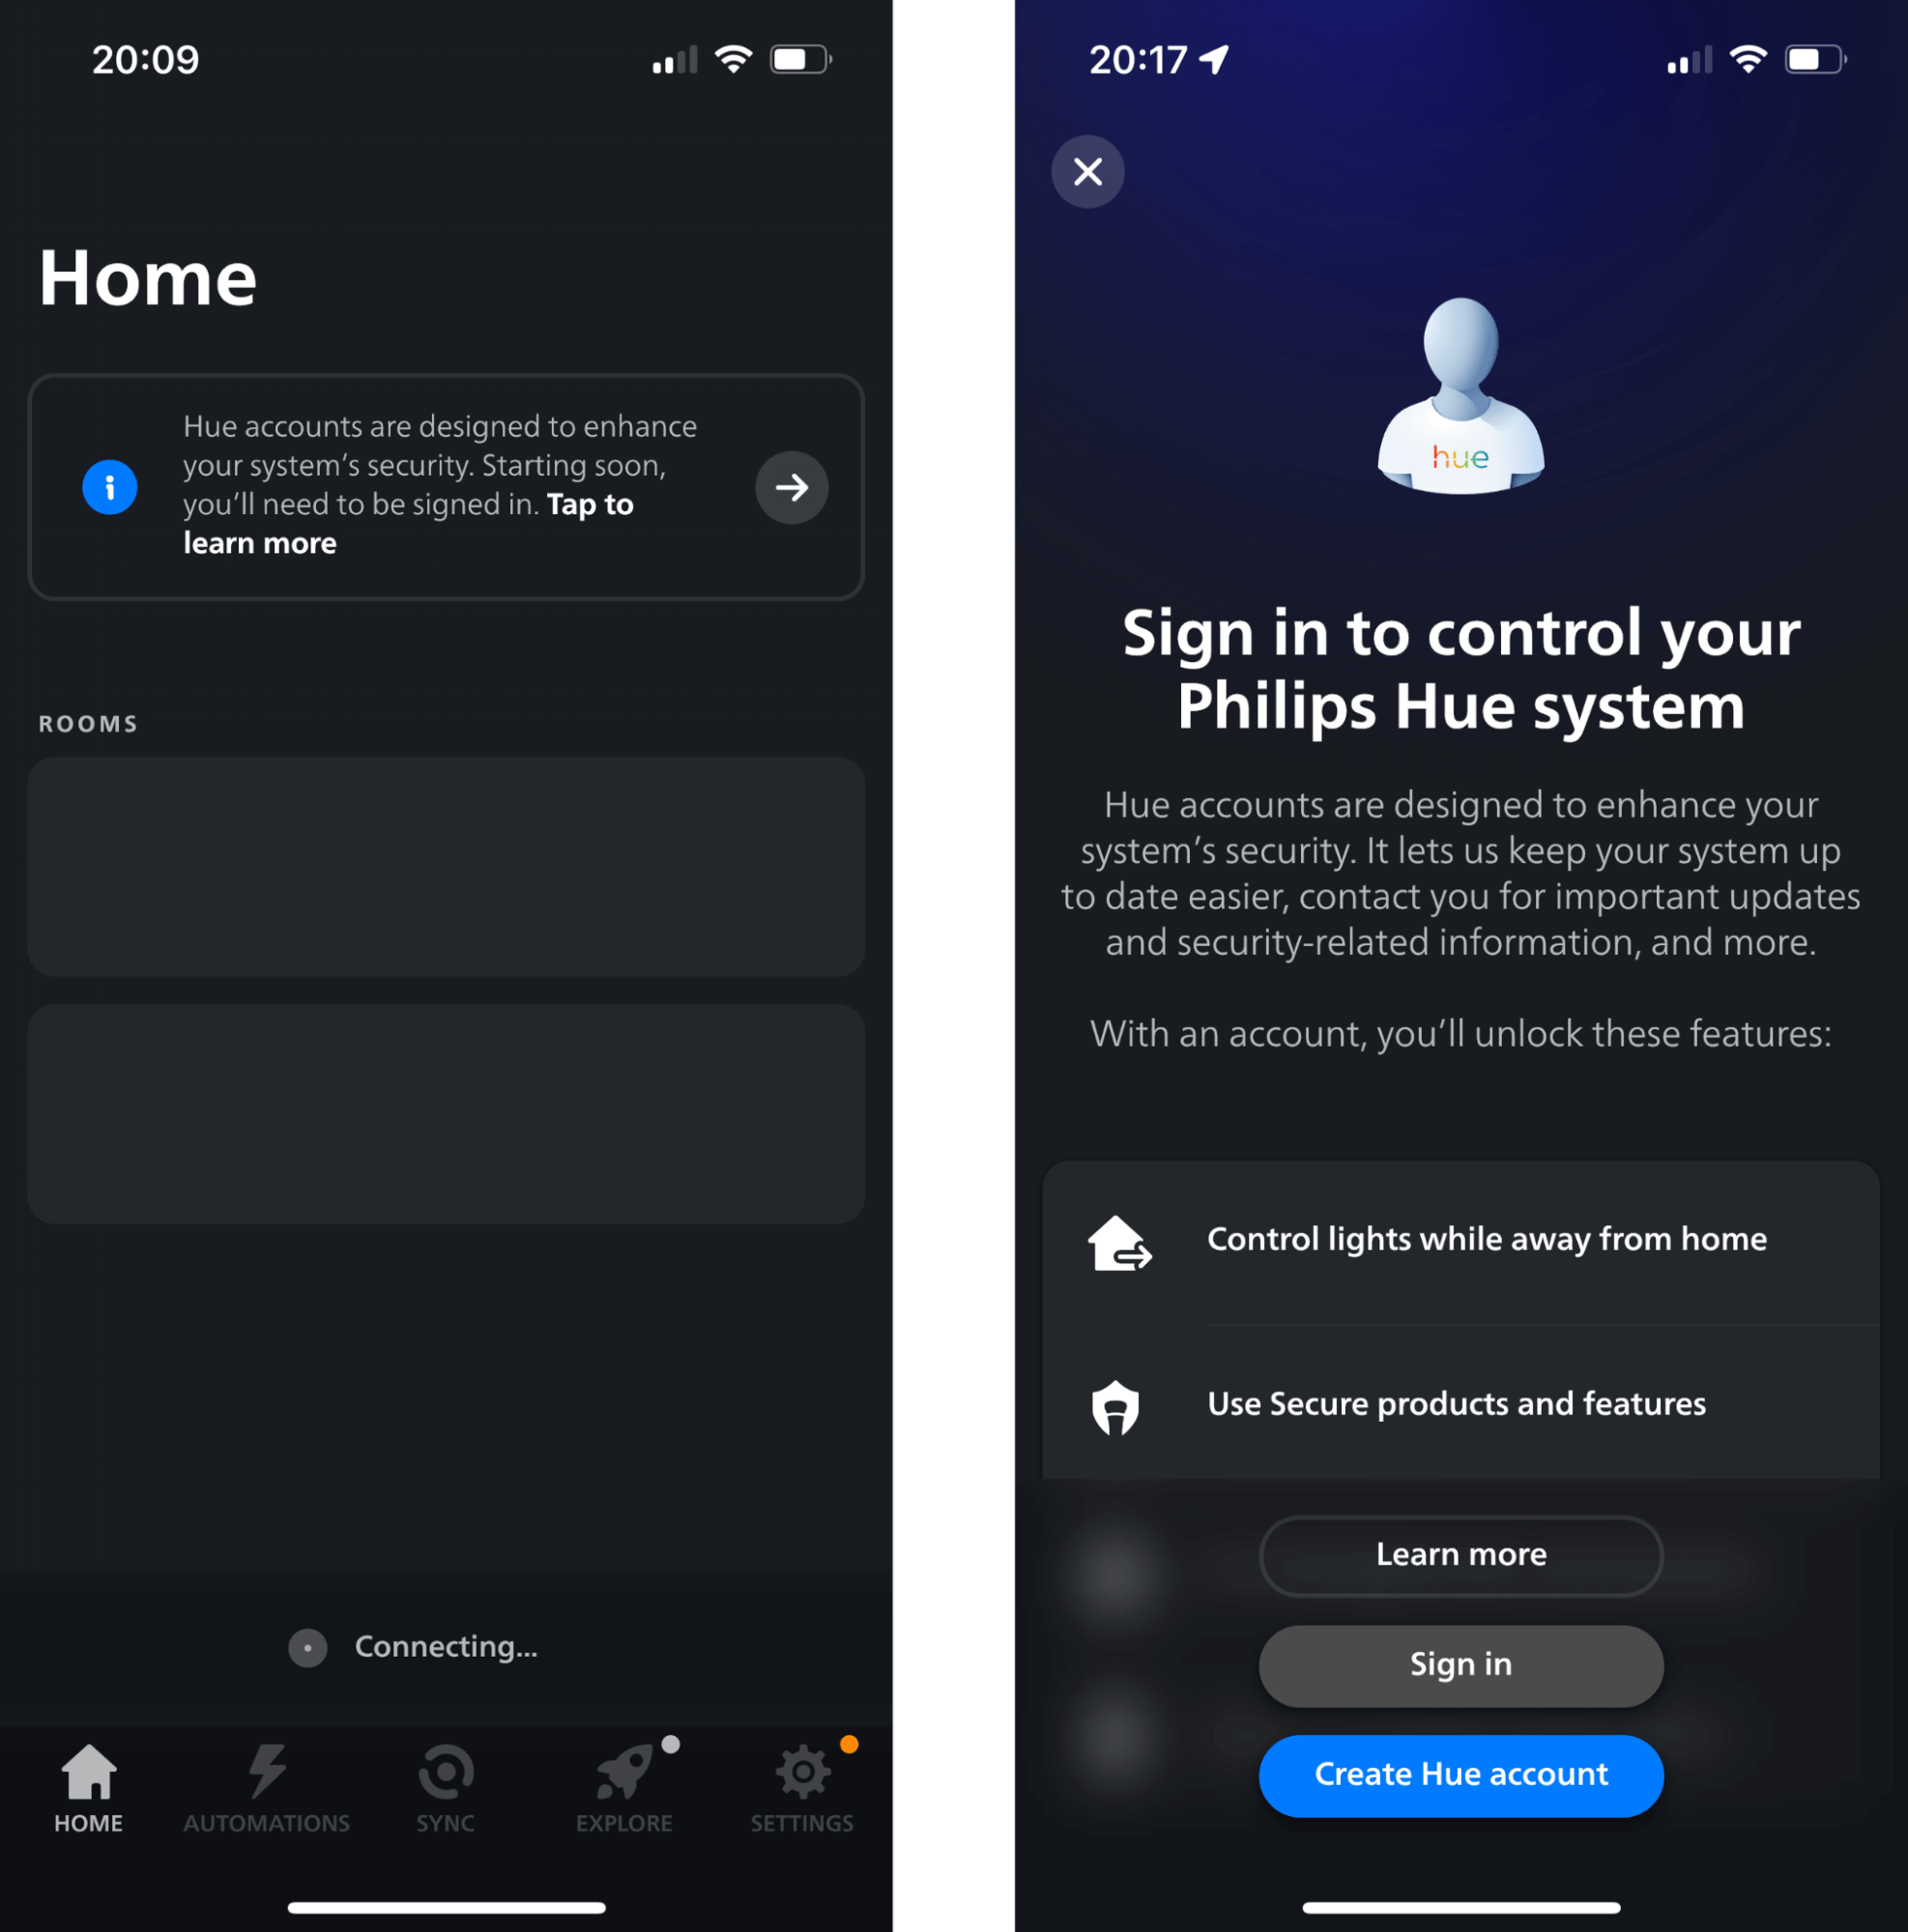 20:09
Home
Hue accounts are designed to enhance
your system’s security. Starting soon,
you’ll need to be signed in. Tap to
learn more
ROOMS
Connecting...
HOME
AUTOMATIONS
SYNC
EXPLORE
SETTINGS
20:17
hue
Sign in to control your
Philips Hue system
Hue accounts are designed to enhance your
system’s security. It lets us keep your system up
to date easier, contact you for important updates
and security-related information, and more.
With an account, you’ll unlock these features:
Control lights while away from home
Use Secure products and features
Learn more
Sign in
Create Hue account